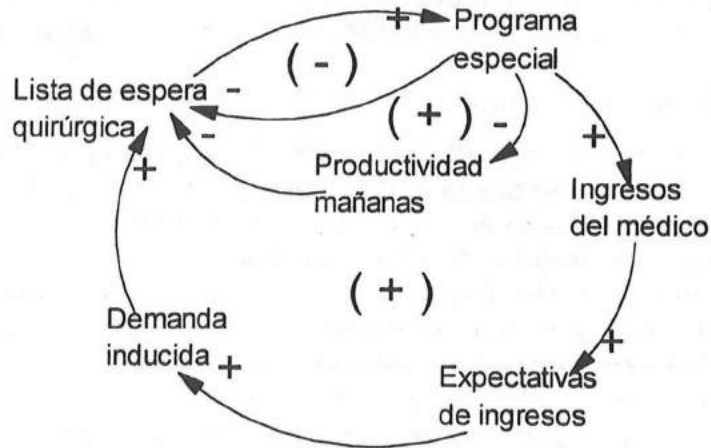 + Programa
especial
( - )
Lista de espera -
quirúrgica
( + ) -
-
+
+
Productividad
mañanas
Ingresos
del médico
( + )
Demanda
inducida +
+
Expectativas
de ingresos